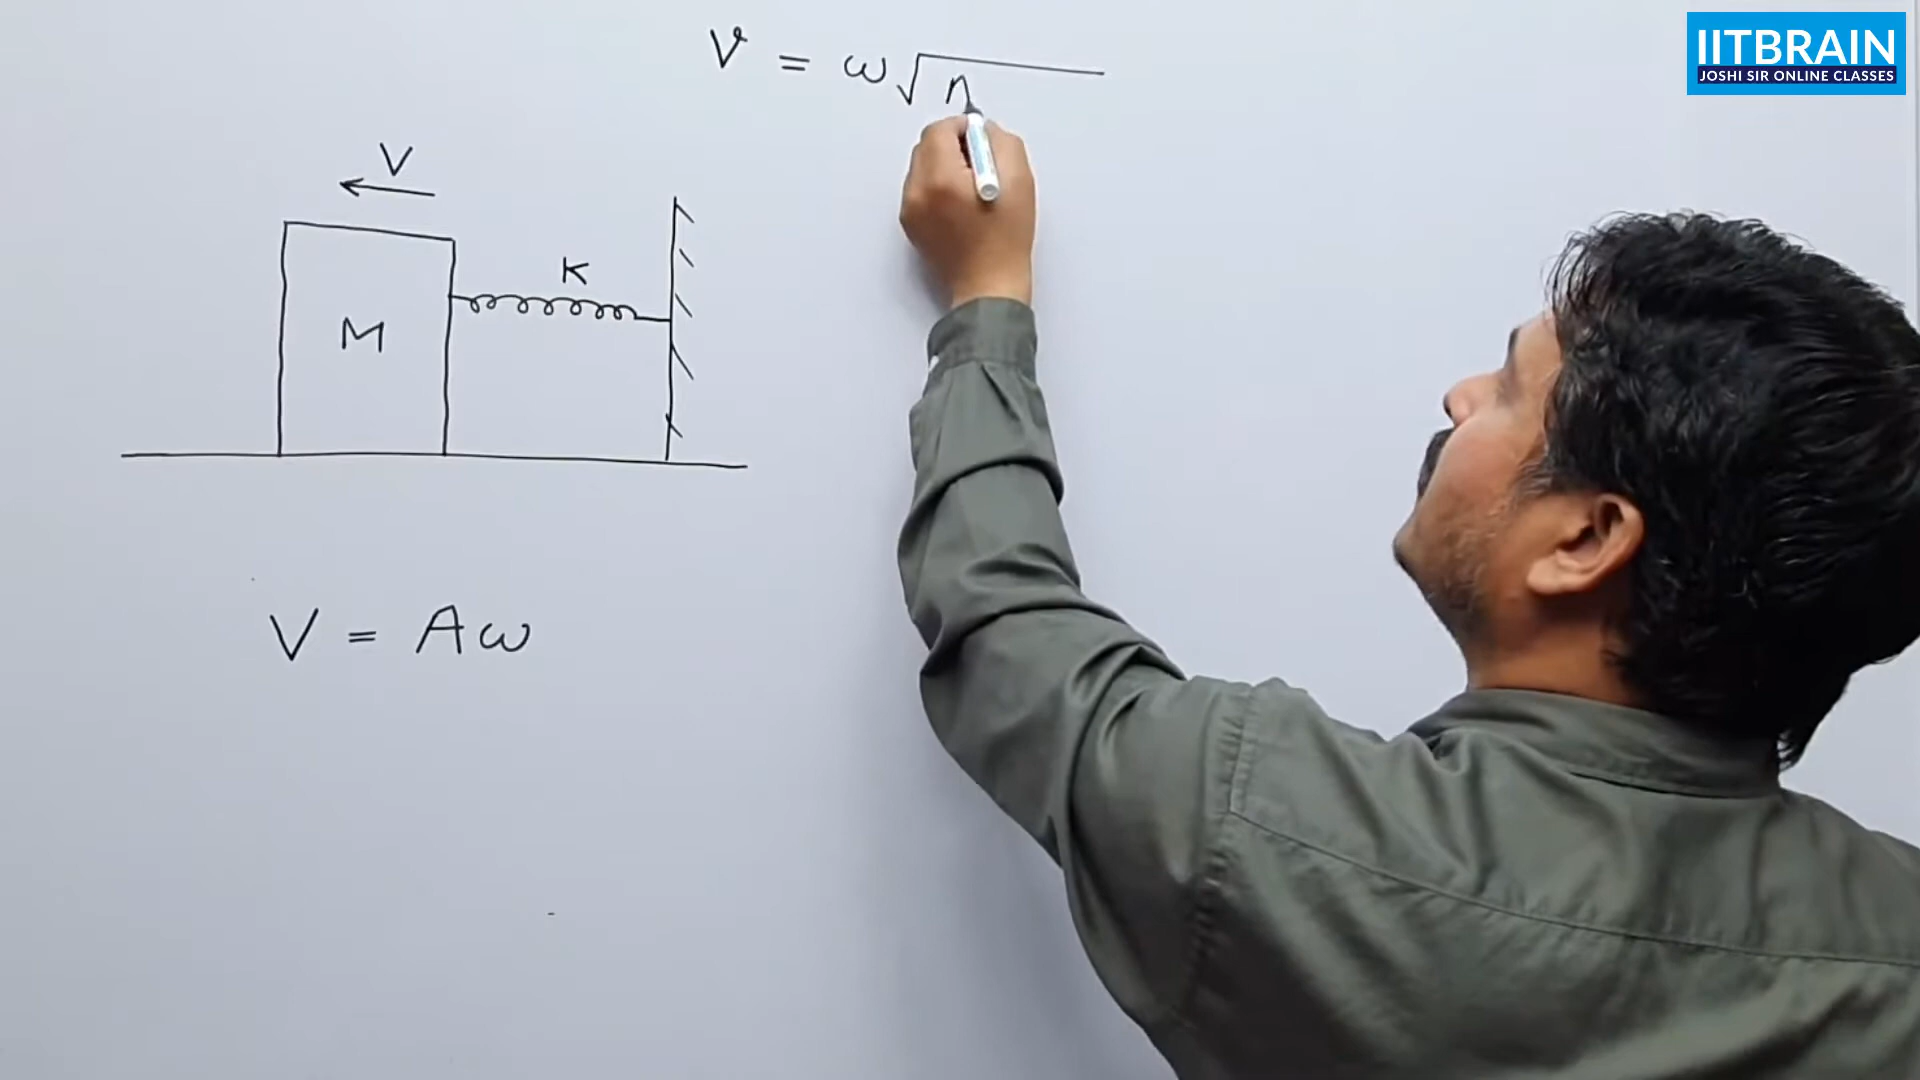 V = ω√n
IITBRAIN
JOSHI SIR ONLINE CLASSES
V
K
M
V = Aω